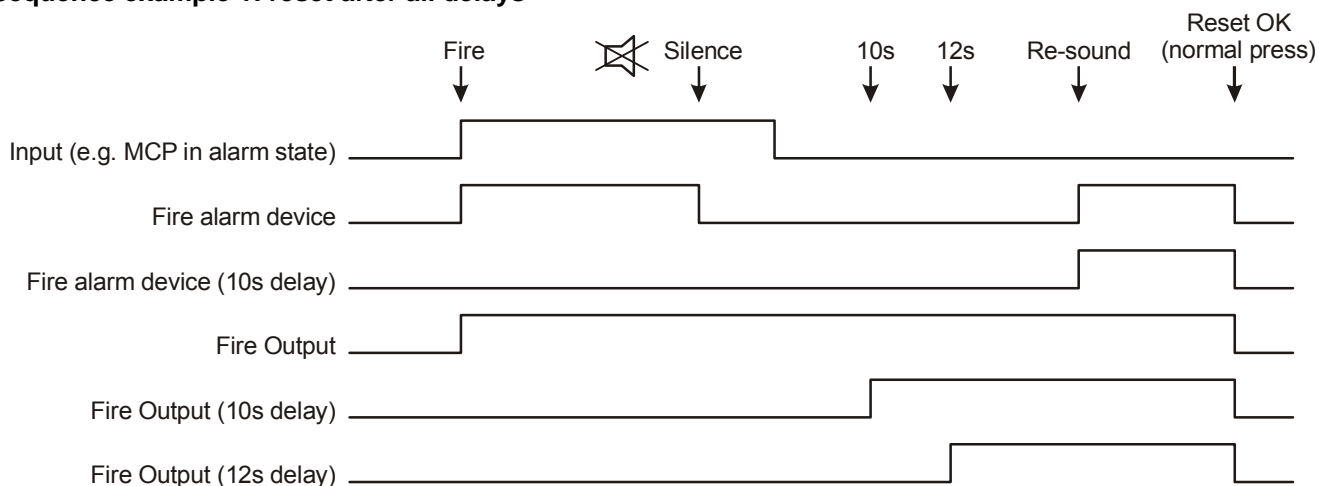 Sequence example reset after all delays
Reset OK
Fire Silence 10s 12s Re-sound (normal press)
Input (e.g. MCP in alarm state)
Fire alarm device
Fire alarm device (10s delay)
Fire Output
Fire Output (10s delay)
Fire Output (12s delay)